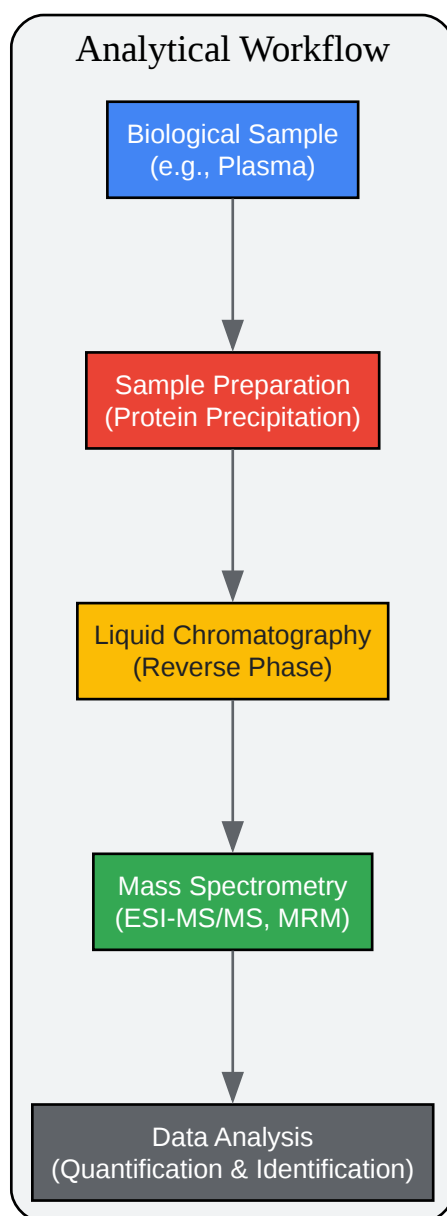 Analytical Workflow
Biological Sample
(e.g., Plasma)
Sample Preparation
(Protein Precipitation)
Liquid Chromatography
(Reverse Phase)
Mass Spectrometry
(ESI-MS/MS, MRM)
Data Analysis
(Quantification & Identification)